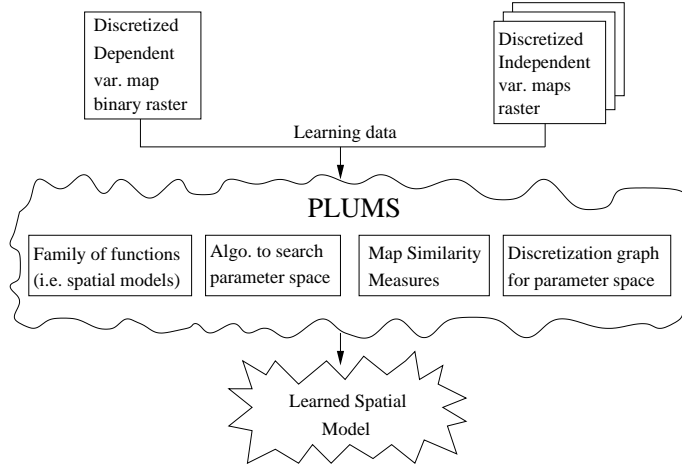 Discretized
Dependent
var. map
binary raster
Discretized
Independent
var. maps
raster
Learning data
PLUMS
Family of functions
(i.e. spatial models)
Algo. to search
parameter space
Map Similarity
Measures
Discretization graph
for parameter space
Learned Spatial
Model